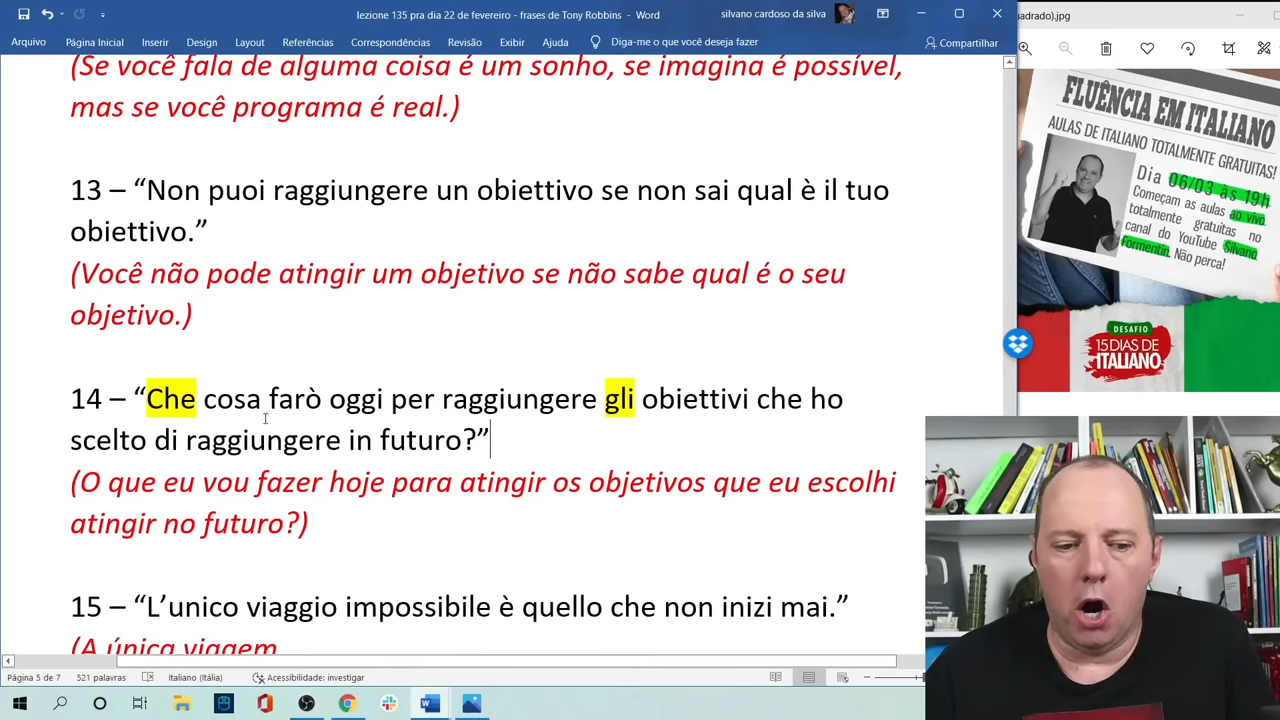 lezione 135 pra dia 22 de fevereiro - frases de Tony Robbins - Word
silvano cardoso da silva
uadrado).jpg
Arquivo Página Inicial Inserir Design Layout Referências Correspondências Revisão Exibir Ajuda Diga-me o que você deseja fazer Compartilhar
(Se você fala de alguma coisa é um sonho, se imagina é possível,
mas se você programa é real.)
13 – “Non puoi raggiungere un obiettivo se non sai qual è il tuo
obiettivo.”
(Você não pode atingir um objetivo se não sabe qual é o seu
objetivo.)
14 – “Che cosa farò oggi per raggiungere gli obiettivi che ho
scelto di raggiungere in futuro?”
(O que eu vou fazer hoje para atingir os objetivos que eu escolhi
atingir no futuro?)
15 – “L’unico viaggio impossibile è quello che non inizi mai.”
(A única viagem
FLUÊNCIA EM ITALIANO
AULAS DE ITALIANO TOTALMENTE GRATUITAS!
Dia 06/03 às 19h
Começam as aulas ao vivo
totalmente gratuitas no
canal do YouTube Silvano
Formentin. Não perca!
DESAFIO
15 DIAS DE
ITALIANO
Página 5 de 7 521 palavras Italiano (Itália) Acessibilidade: investigar